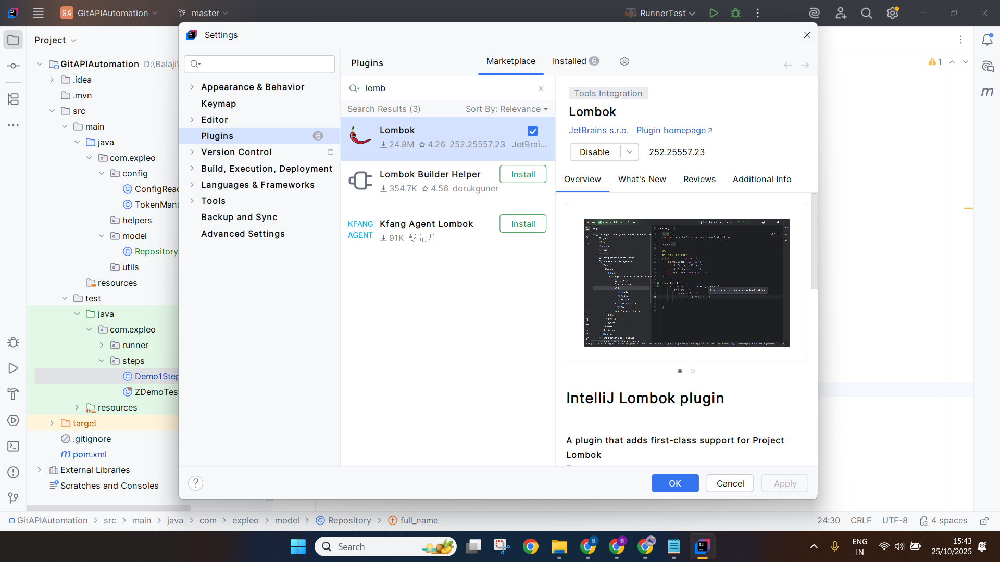 GA GitAPIAutomation master RunnerTest
Project
GitAPIAutomation D:\Balaji\
.idea
.mvn
src
main
java
com.expleo
config
ConfigRead
TokenMana
helpers
model
Repository
utils
resources
test
java
com.expleo
runner
steps
Demo1Step
ZDemoTes
resources
target
.gitignore
pom.xml
External Libraries
Scratches and Consoles
Settings
Appearance & Behavior
Keymap
Editor
Plugins 6
Version Control
Build, Execution, Deployment
Languages & Frameworks
Tools
Backup and Sync
Advanced Settings
Plugins Marketplace Installed 6
lomb
Search Results (3) Sort By: Relevance
Lombok
24.8M 4.26 252.25557.23 JetBrai...
Lombok Builder Helper Install
354.7K 4.56 dorukguner
KFANG AGENT
Kfang Agent Lombok Install
91K 彭 清龙
Tools Integration
Lombok
JetBrains s.r.o. Plugin homepage
Disable 252.25557.23
Overview What's New Reviews Additional Info
IntelliJ Lombok plugin
A plugin that adds first-class support for Project
Lombok
? OK Cancel Apply
1
m
GitAPIAutomation > src > main > java > com > expleo > model > Repository > full_name
24:30 CRLF UTF-8 4 spaces
Search
ENG
IN
15:43
25/10/2025